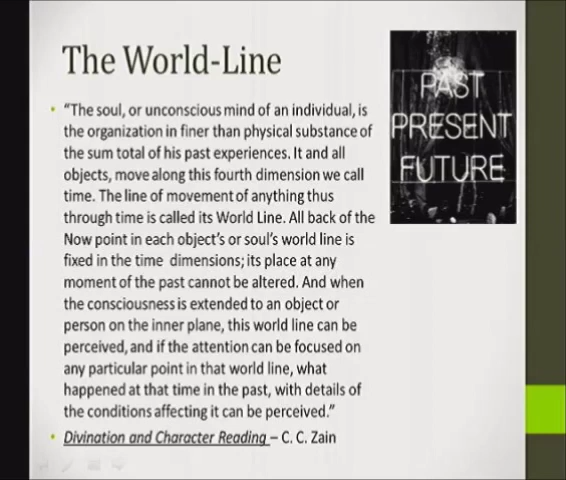 The World-Line
PAST
PRESENT
FUTURE
“The soul, or unconscious mind of an individual, is
the organization in finer than physical substance of
the sum total of his past experiences. It and all
objects, move along this fourth dimension we call
time. The line of movement of anything thus
through time is called its World Line. All back of the
Now point in each object’s or soul’s world line is
fixed in the time dimensions; its place at any
moment of the past cannot be altered. And when
the consciousness is extended to an object or
person on the inner plane, this world line can be
perceived, and if the attention can be focused on
any particular point in that world line, what
happened at that time in the past, with details of
the conditions affecting it can be perceived.”
Divination and Character Reading – C. C. Zain